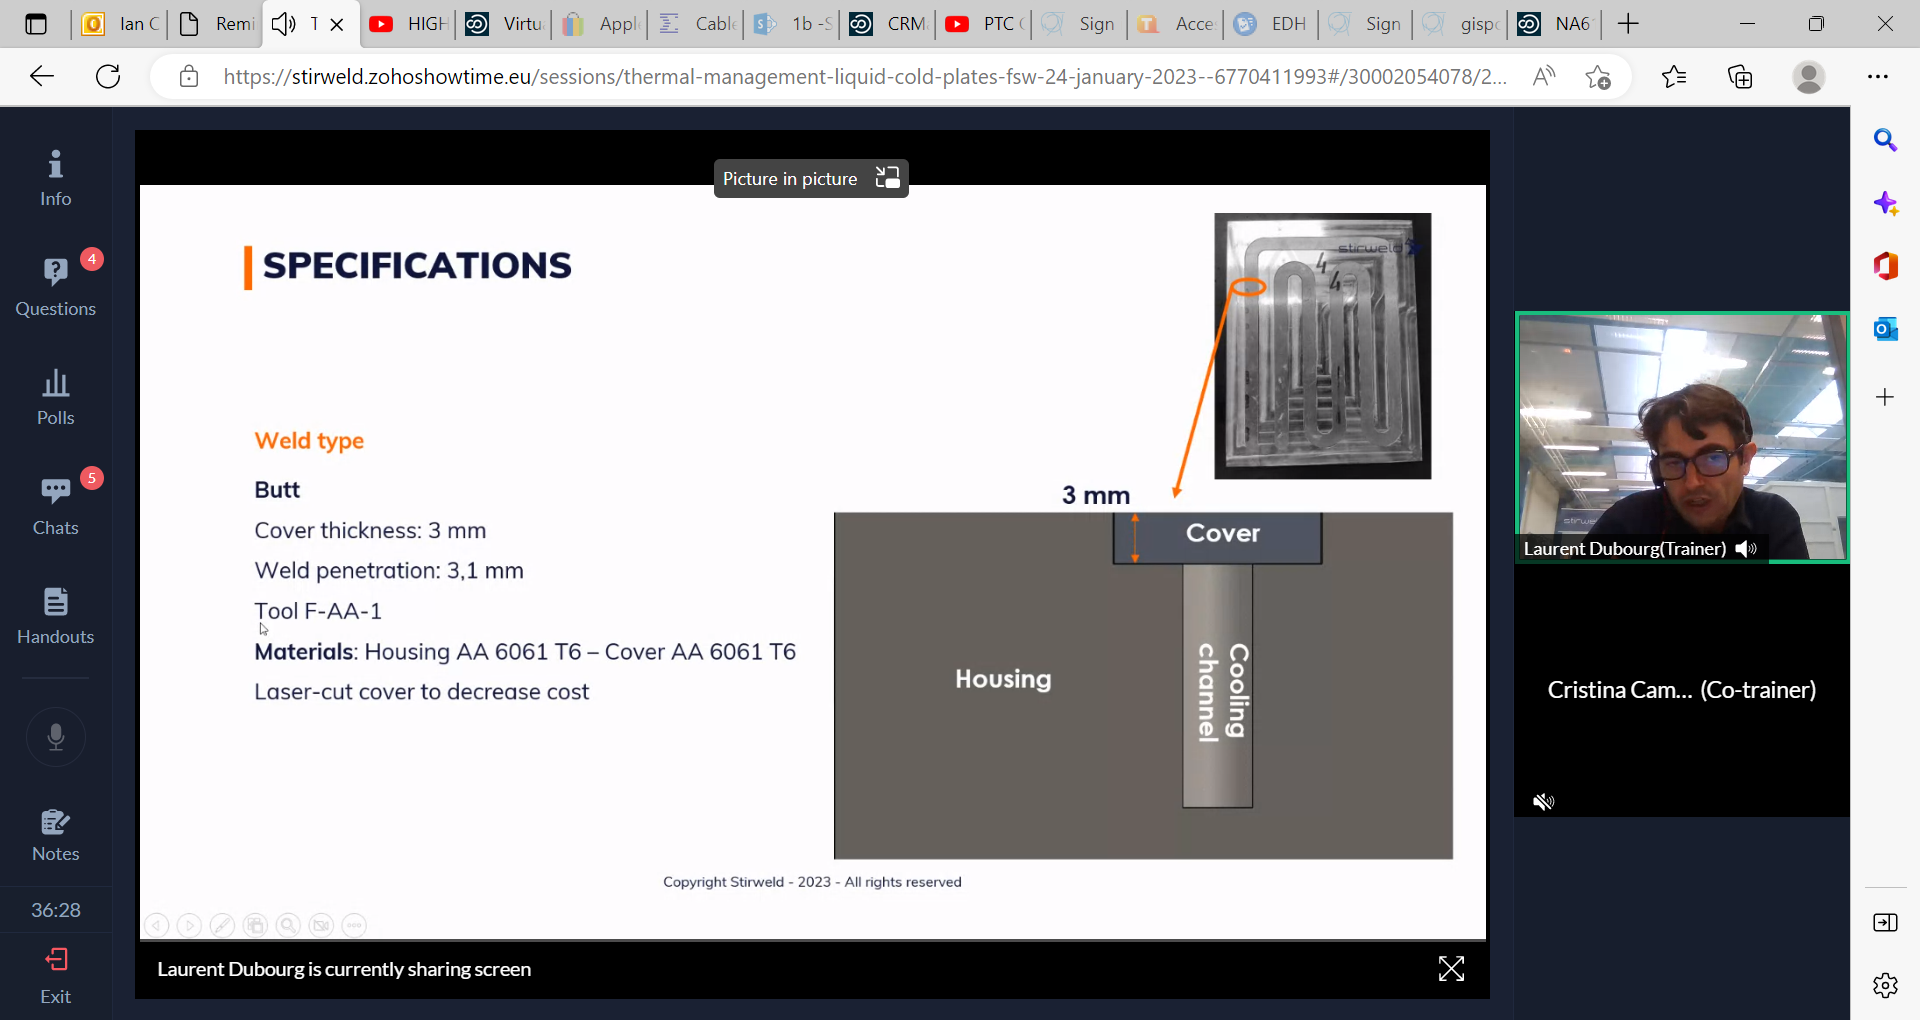 Ian C
Remi
T
HIGH
Virtu
Apple
Cable
1b -S
CRM
PTC
Sign
Acce
EDH
Sign
gisp
NA6
https://stirweld.zohoshowtime.eu/sessions/thermal-management-liquid-cold-plates-fsw-24-january-2023--6770411993#/30002054078/2...
Info
4
Questions
Polls
5
Chats
Handouts
Notes
36:28
Exit
Picture in picture
SPECIFICATIONS
stirweld
4
4
Weld type
Butt
Cover thickness: 3 mm
Weld penetration: 3,1 mm
Tool F-AA-1
Materials: Housing AA 6061 T6 – Cover AA 6061 T6
Laser-cut cover to decrease cost
3 mm
Cover
Housing
Cooling
channel
Copyright Stirweld - 2023 - All rights reserved
Laurent Dubourg is currently sharing screen
Laurent Dubourg(Trainer)
Cristina Cam... (Co-trainer)